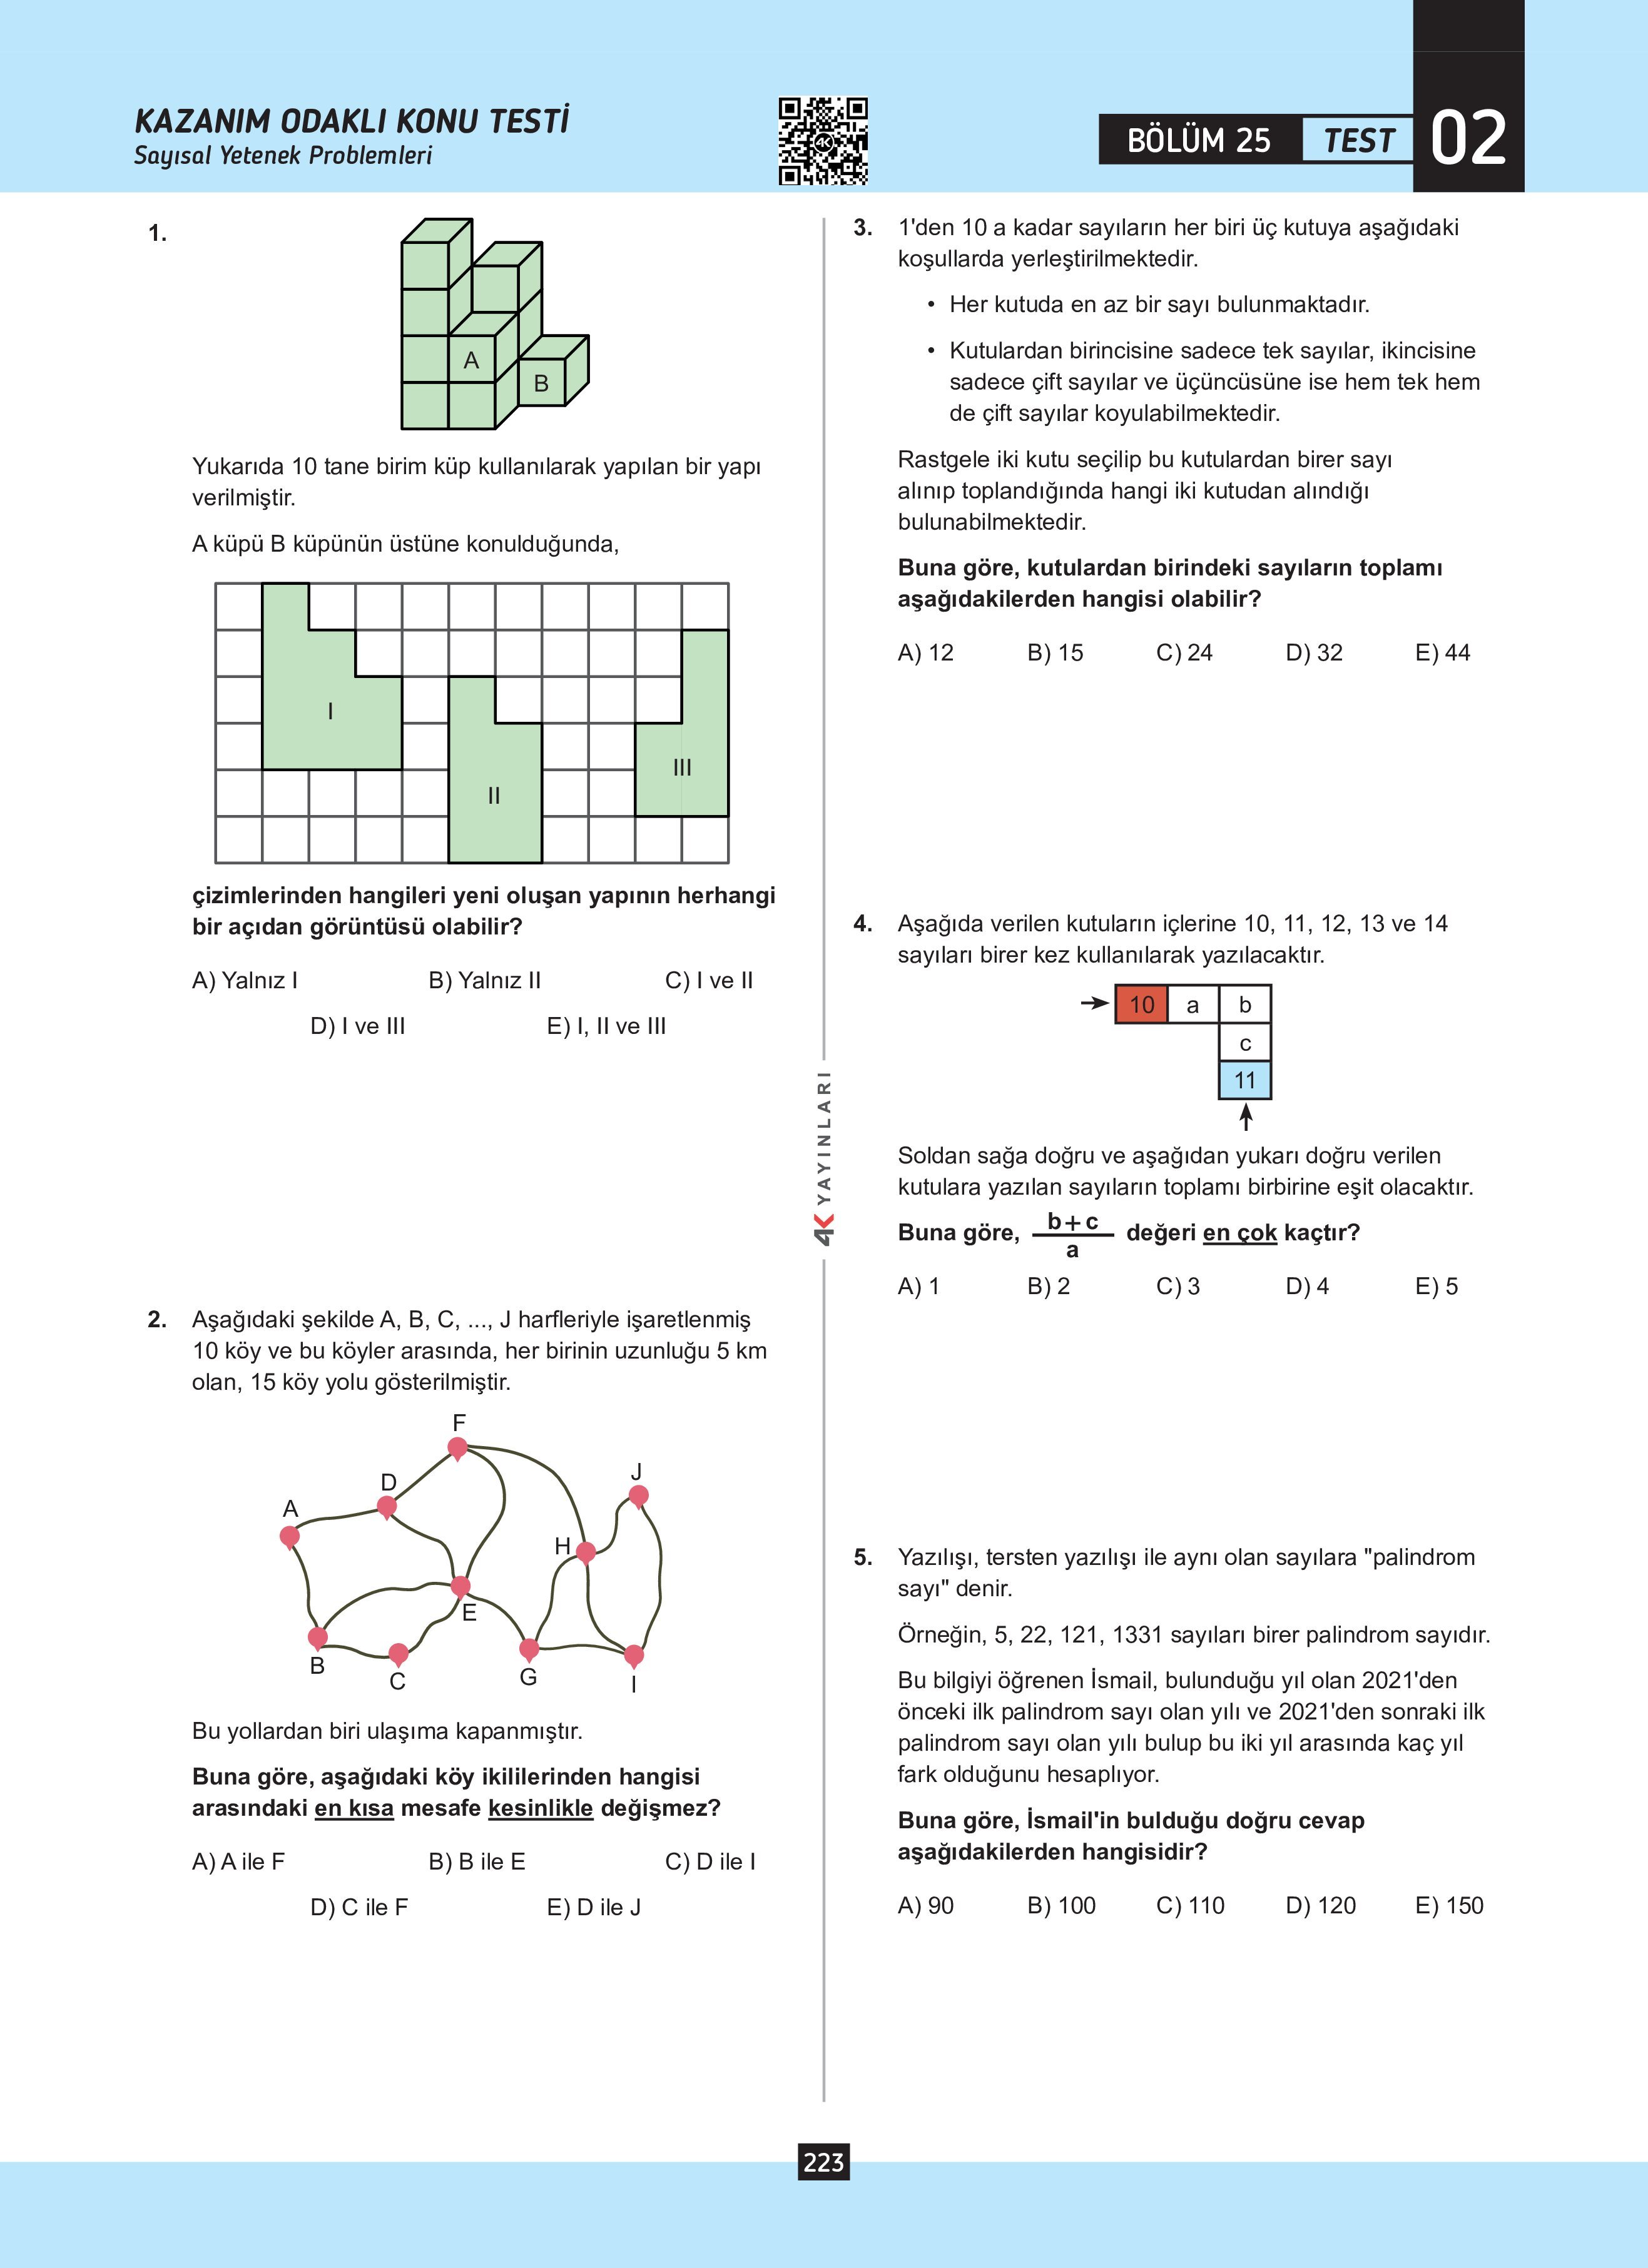 KAZANIM ODAKLI KONU TESTİ
Sayısal Yetenek Problemleri
4K
BÖLÜM 25
TEST
02
1.
A
B
Yukarıda 10 tane birim küp kullanılarak yapılan bir yapı
verilmiştir.
A küpü B küpünün üstüne konulduğunda,
I
II
III
çizimlerinden hangileri yeni oluşan yapının herhangi
bir açıdan görüntüsü olabilir?
A) Yalnız I B) Yalnız II C) I ve II
D) I ve III E) I, II ve III
2. Aşağıdaki şekilde A, B, C, ..., J harfleriyle işaretlenmiş
10 köy ve bu köyler arasında, her birinin uzunluğu 5 km
olan, 15 köy yolu gösterilmiştir.
F
J
D
A
H
E
B
C
G
I
Bu yollardan biri ulaşıma kapanmıştır.
Buna göre, aşağıdaki köy ikililerinden hangisi
arasındaki en kısa mesafe kesinlikle değişmez?
A) A ile F B) B ile E C) D ile I
D) C ile F E) D ile J
4K YAYINLARI
3. 1'den 10 a kadar sayıların her biri üç kutuya aşağıdaki
koşullarda yerleştirilmektedir.
• Her kutuda en az bir sayı bulunmaktadır.
• Kutulardan birincisine sadece tek sayılar, ikincisine
sadece çift sayılar ve üçüncüsüne ise hem tek hem
de çift sayılar koyulabilmektedir.
Rastgele iki kutu seçilip bu kutulardan birer sayı
alınıp toplandığında hangi iki kutudan alındığı
bulunabilmektedir.
Buna göre, kutulardan birindeki sayıların toplamı
aşağıdakilerden hangisi olabilir?
A) 12 B) 15 C) 24 D) 32 E) 44
4. Aşağıda verilen kutuların içlerine 10, 11, 12, 13 ve 14
sayıları birer kez kullanılarak yazılacaktır.
10 a b
c
11
Soldan sağa doğru ve aşağıdan yukarı doğru verilen
kutulara yazılan sayıların toplamı birbirine eşit olacaktır.
b+c
Buna göre, değeri en çok kaçtır?
a
A) 1 B) 2 C) 3 D) 4 E) 5
5. Yazılışı, tersten yazılışı ile aynı olan sayılara "palindrom
sayı" denir.
Örneğin, 5, 22, 121, 1331 sayıları birer palindrom sayıdır.
Bu bilgiyi öğrenen İsmail, bulunduğu yıl olan 2021'den
önceki ilk palindrom sayı olan yılı ve 2021'den sonraki ilk
palindrom sayı olan yılı bulup bu iki yıl arasında kaç yıl
fark olduğunu hesaplıyor.
Buna göre, İsmail'in bulduğu doğru cevap
aşağıdakilerden hangisidir?
A) 90 B) 100 C) 110 D) 120 E) 150
223